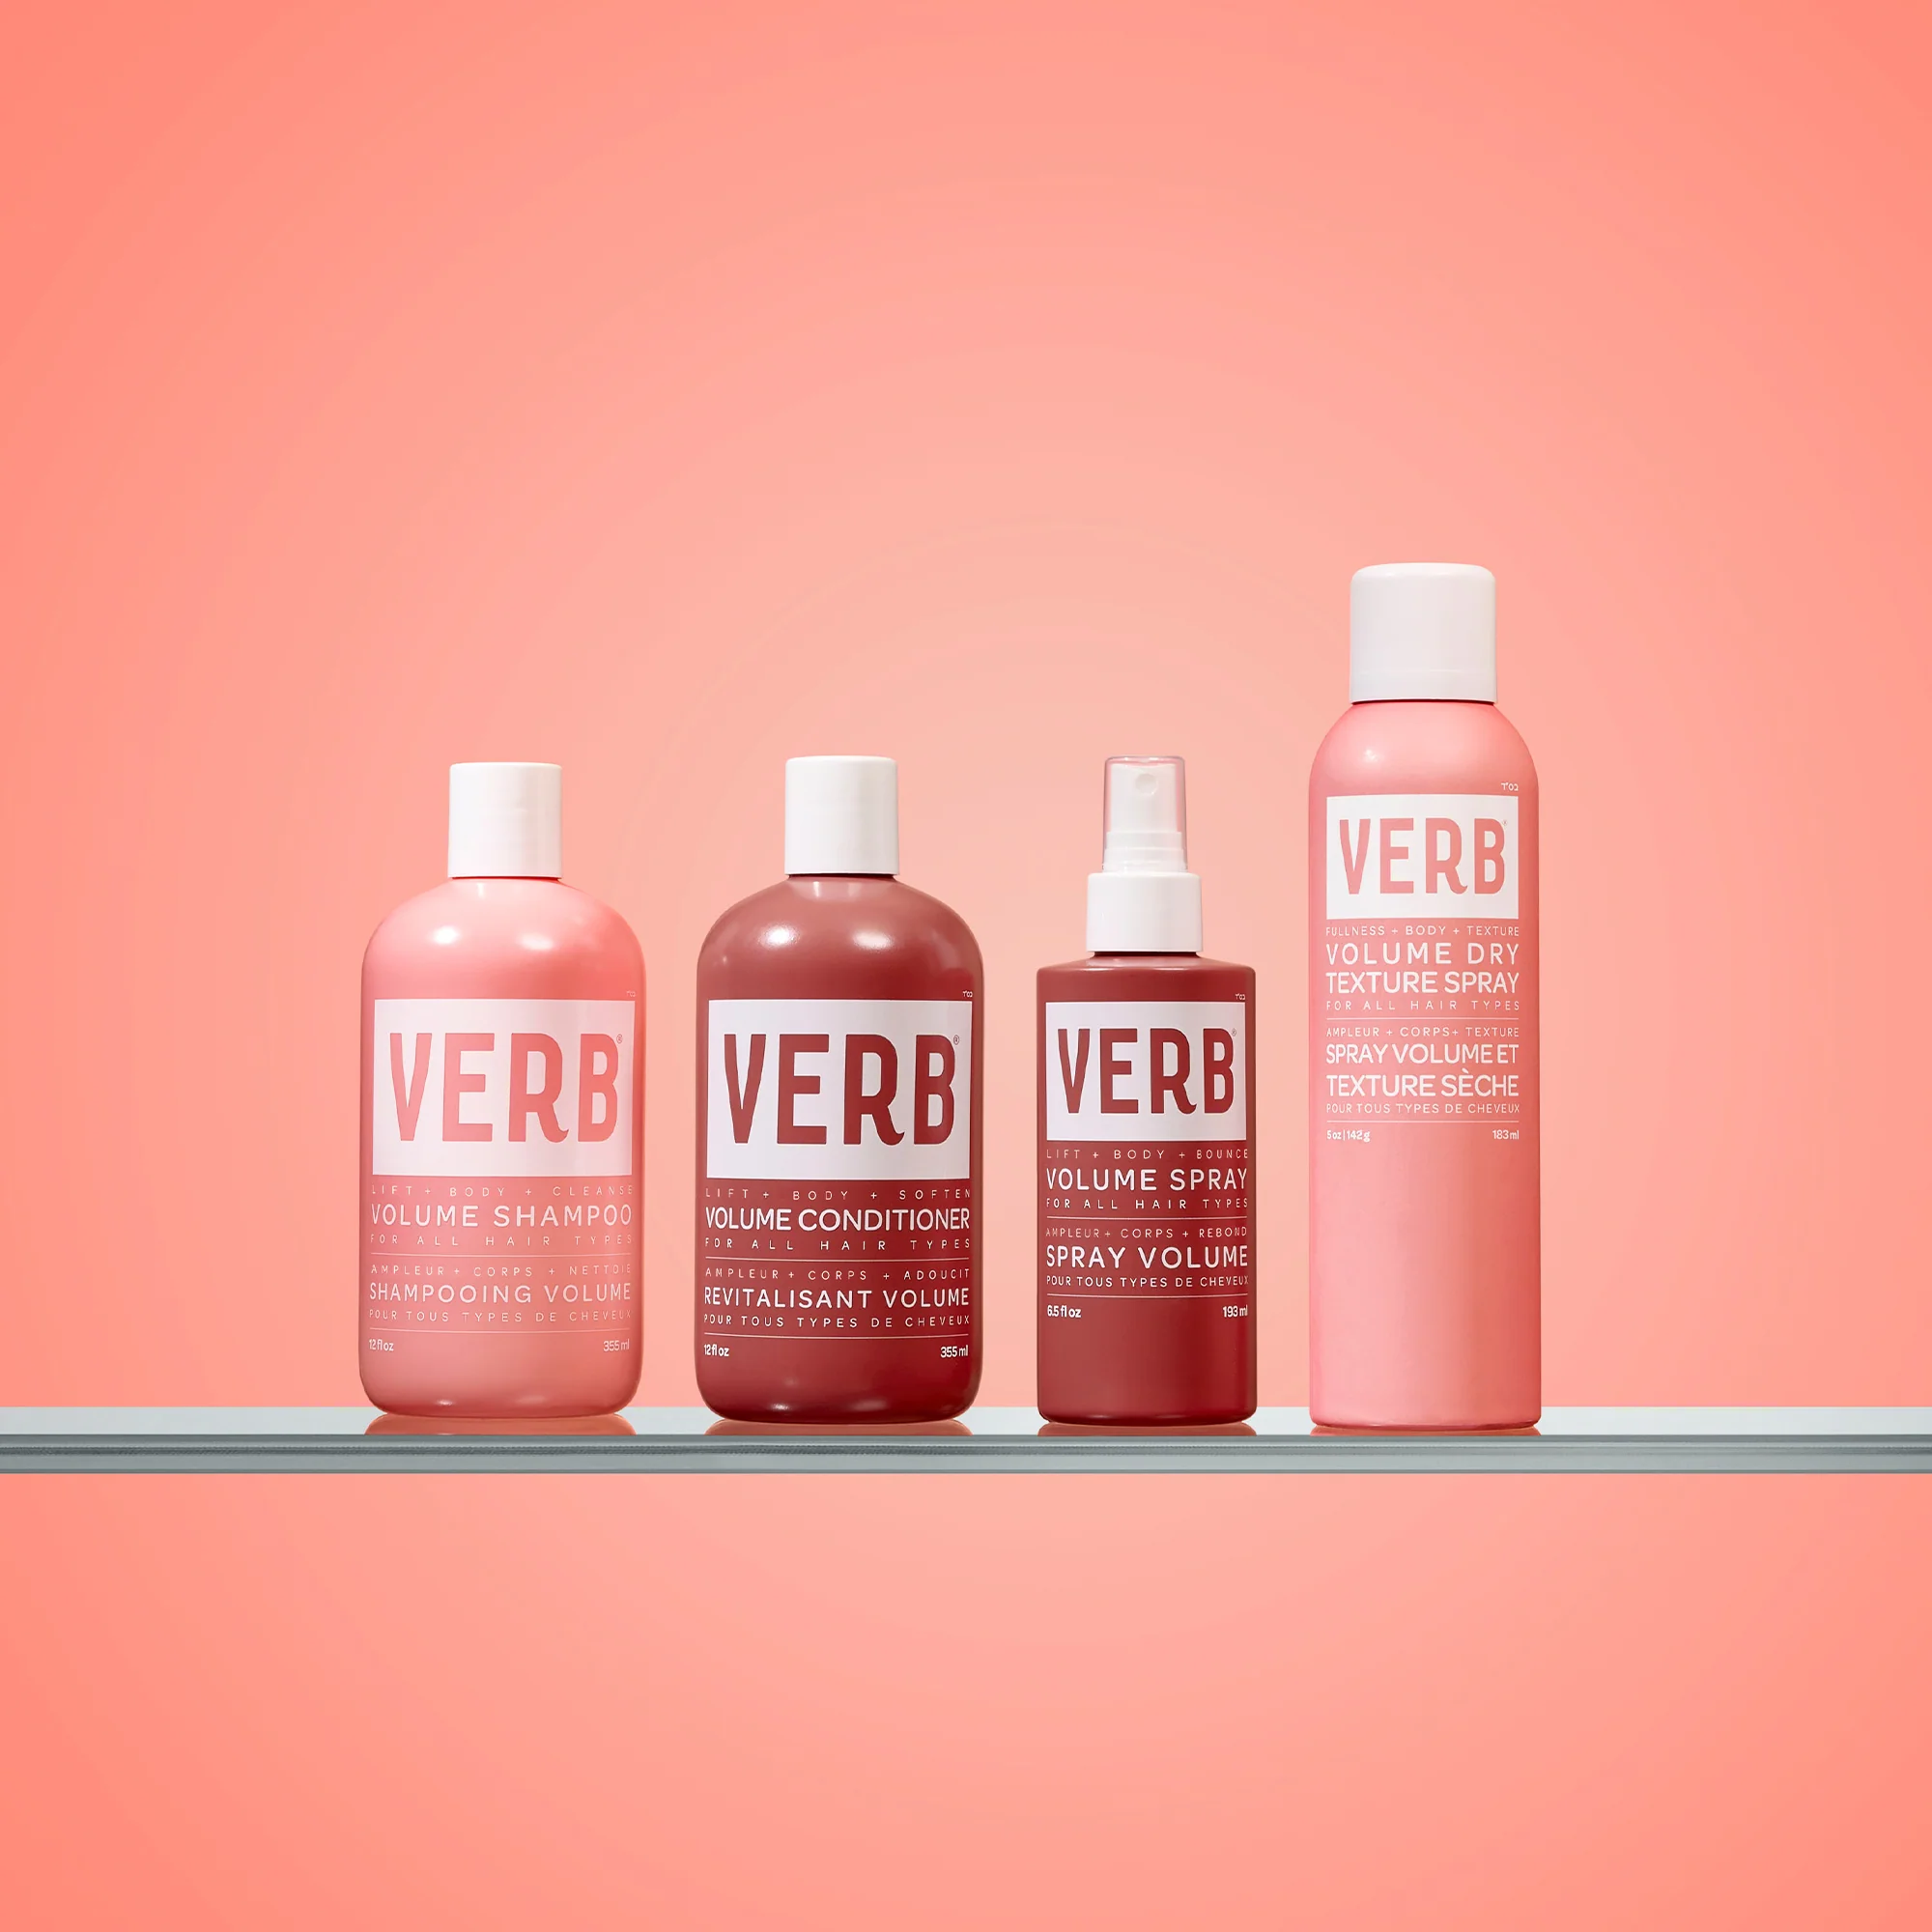 VERB®
LIFT + BODY + CLEANSE
VOLUME SHAMPOO
FOR ALL HAIR TYPES
AMPLEUR + CORPS + NETTOIE
SHAMPOOING VOLUME
POUR TOUS TYPES DE CHEVEUX
12 fl oz 355 ml
VERB®
LIFT + BODY + SOFTEN
VOLUME CONDITIONER
FOR ALL HAIR TYPES
AMPLEUR + CORPS + ADOUCIT
REVITALISANT VOLUME
POUR TOUS TYPES DE CHEVEUX
12 fl oz 355 ml
VERB®
LIFT + BODY + BOUNCE
VOLUME SPRAY
FOR ALL HAIR TYPES
AMPLEUR + CORPS + REBOND
SPRAY VOLUME
POUR TOUS TYPES DE CHEVEUX
6.5 fl oz 193 ml
VERB®
FULLNESS + BODY + TEXTURE
VOLUME DRY
TEXTURE SPRAY
FOR ALL HAIR TYPES
AMPLEUR + CORPS+ TEXTURE
SPRAY VOLUME ET
TEXTURE SÈCHE
POUR TOUS TYPES DE CHEVEUX
5 oz | 142 g 183 ml